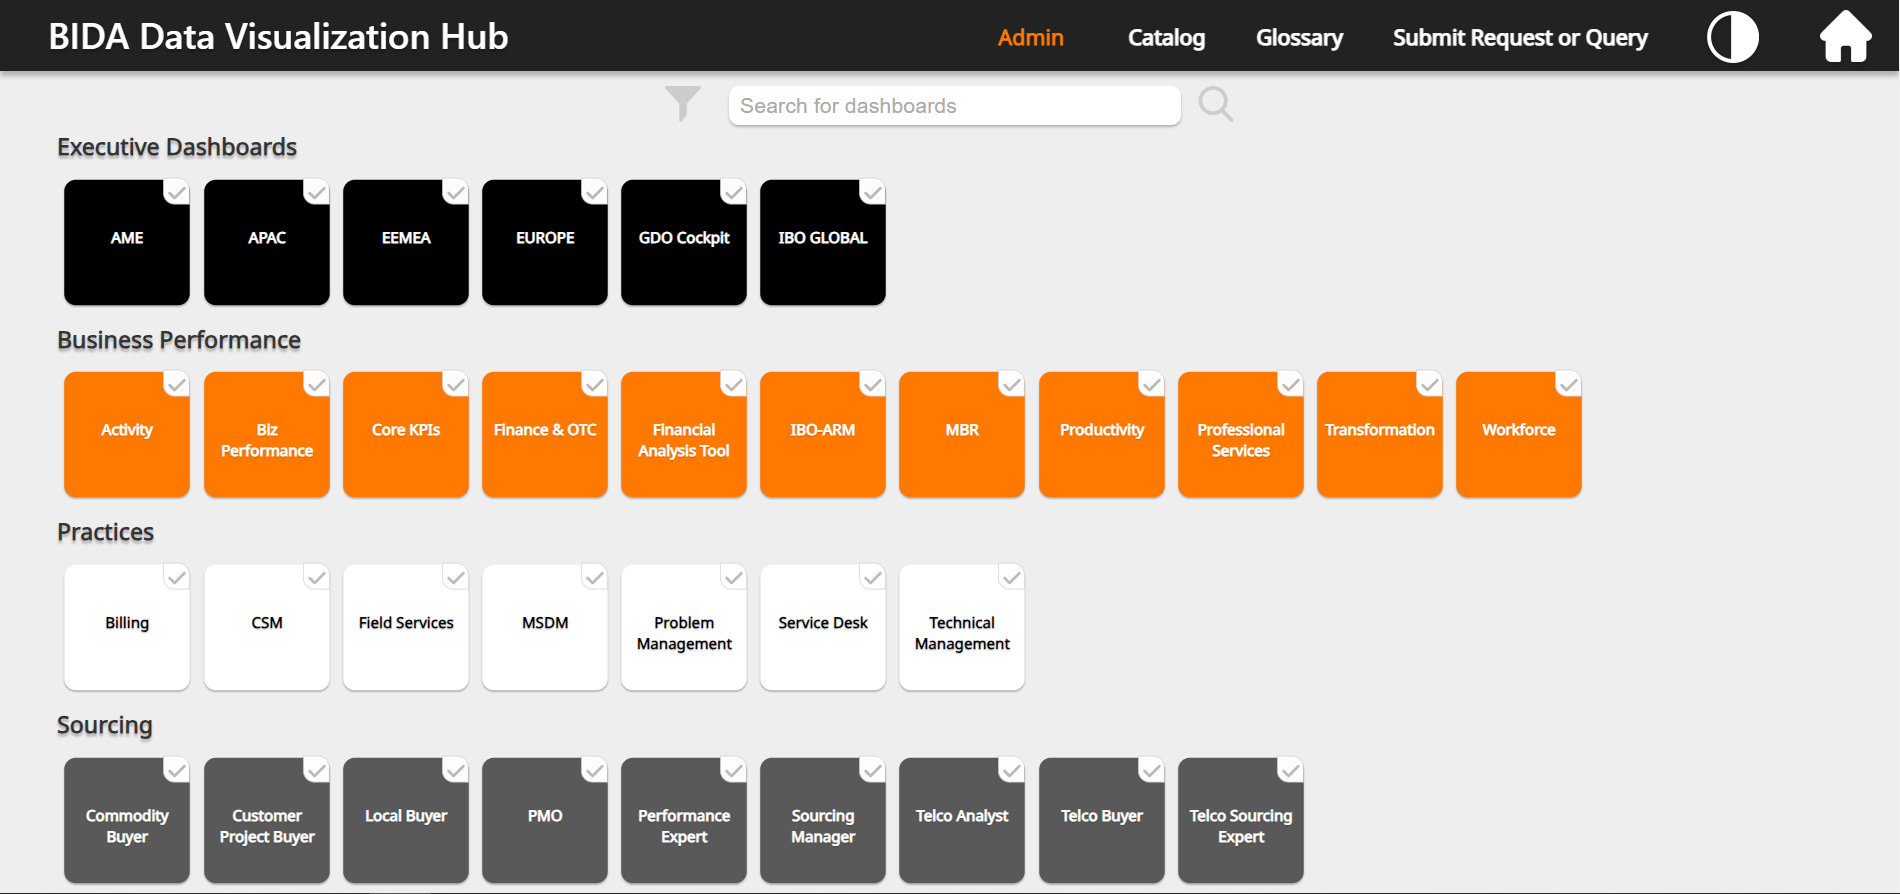 BIDA Data Visualization Hub
Admin
Catalog
Glossary
Submit Request or Query
Search for dashboards
Executive Dashboards
AME
APAC
EEMEA
EUROPE
GDO Cockpit
IBO GLOBAL
Business Performance
Activity
Biz
Performance
Core KPIs
Finance & OTC
Financial
Analysis Tool
IBO-ARM
MBR
Productivity
Professional
Services
Transformation
Workforce
Practices
Billing
CSM
Field Services
MSDM
Problem
Management
Service Desk
Technical
Management
Sourcing
Commodity
Buyer
Customer
Project Buyer
Local Buyer
PMO
Performance
Expert
Sourcing
Manager
Telco Analyst
Telco Buyer
Telco Sourcing
Expert